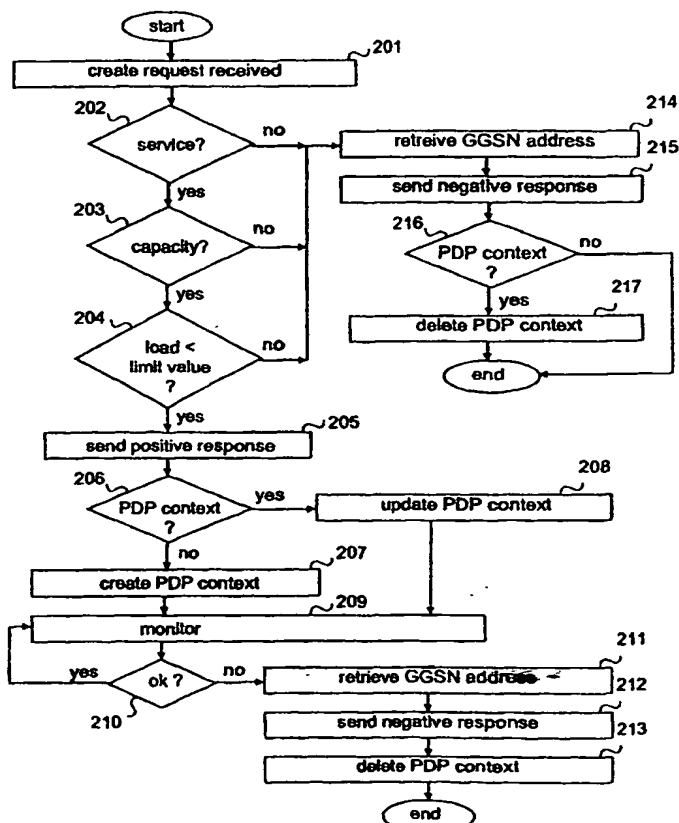 start
201
create request received
202
service?
no
yes
214
retreive GGSN address
215
send negative response
203
capacity?
no
yes
216
PDP context
?
no
yes
217
delete PDP context
end
204
load <
limit value
?
no
yes
205
send positive response
206
PDP context
?
yes
no
208
update PDP context
207
create PDP context
209
monitor
yes
ok ?
no
210
211
retrieve GGSN address
212
send negative response
213
delete PDP context
end